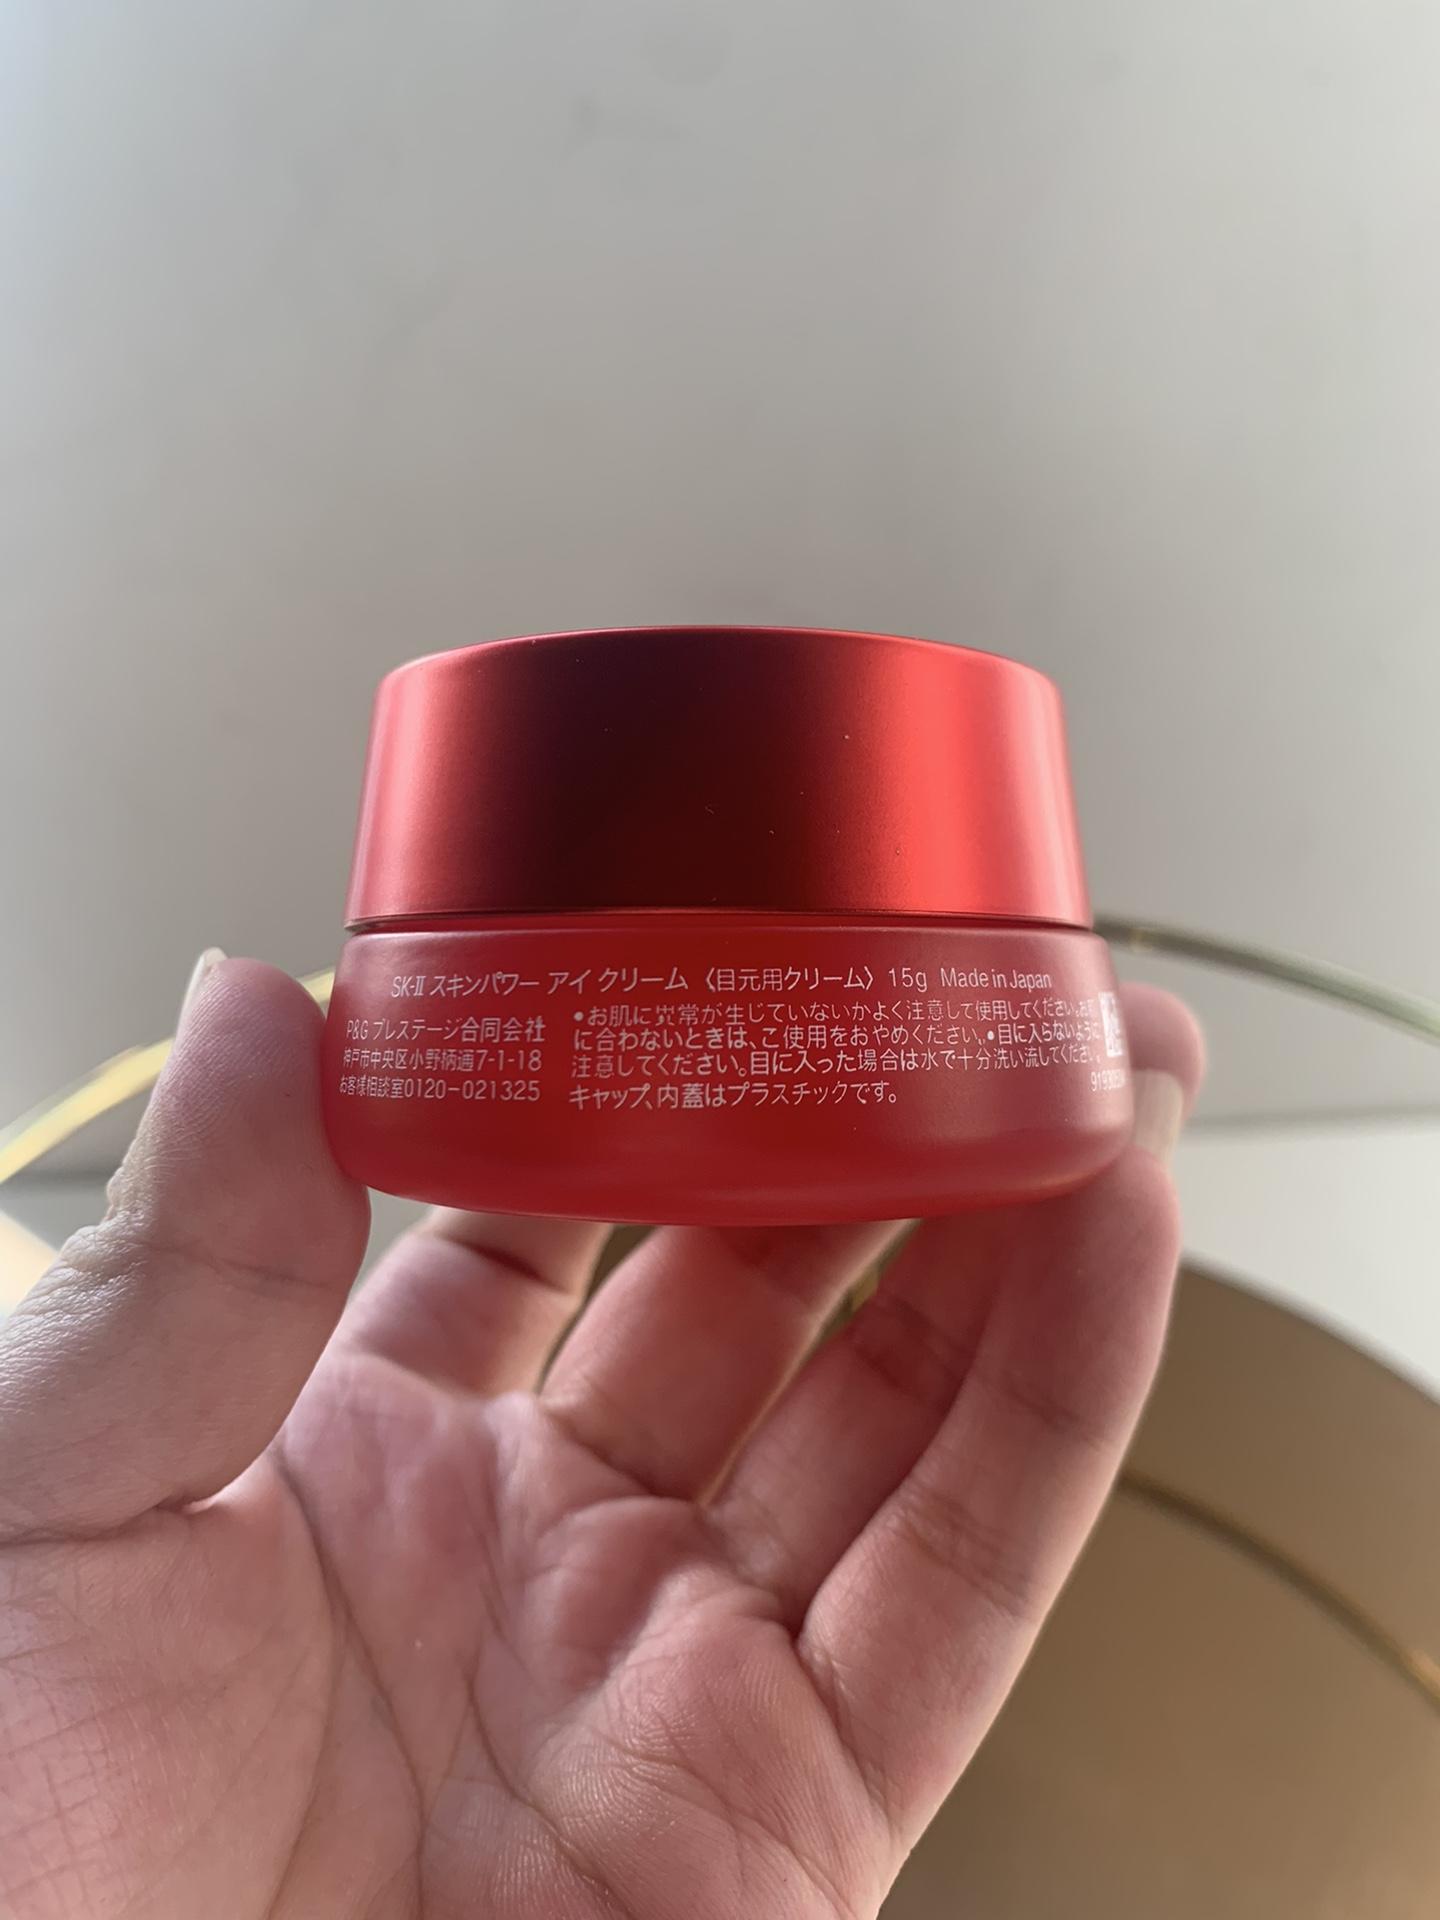 SK-II スキンパワー アイ クリーム 〈目元用クリーム〉 15g Made in Japan
P&G プレステージ合同会社
神戸市中央区小野柄通7-1-18
お客様相談室0120-021325
•お肌に異常が生じていないかよく注意して使用してください。お肌
に合わないときは、ご使用をおやめください。•目に入らないように
注意してください。目に入った場合は水で十分洗い流してください。
キャップ、内蓋はプラスチックです。